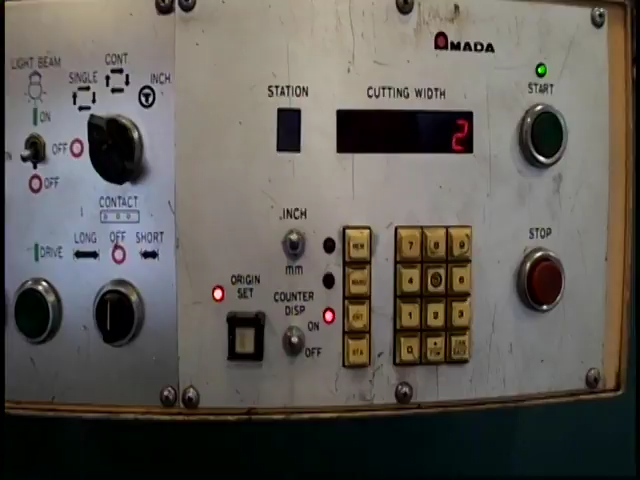 AMADA
LIGHT BEAM
CONT.
SINGLE
INCH
ON
OFF
OFF
CONTACT
LONG OFF SHORT
DRIVE
STATION
CUTTING WIDTH
2
START
INCH
mm
ORIGIN
SET
COUNTER
DISP
ON
OFF
7 8 9
4
1 2 3
0
STOP